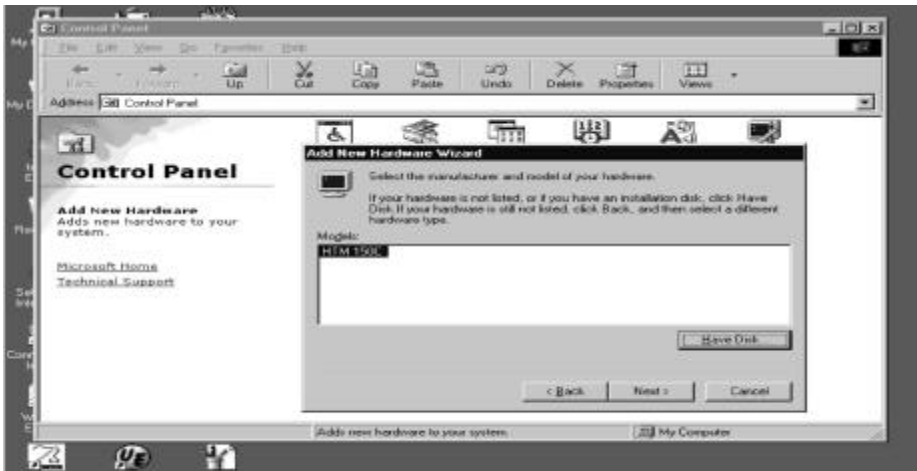 Control Panel
File Edit View Go Favorites Help
Back Forward Up Cut Copy Paste Undo Delete Properties Views
Address Control Panel
Control Panel
Add New Hardware
Adds new hardware to your
system.
Microsoft Home
Technical Support
Add New Hardware Wizard
Select the manufacturer and model of your hardware.
If your hardware is not listed, or if you have an installation disk, click Have
Disk. If your hardware is still not listed, click Back, and then select a different
hardware type.
Models:
Have Disk
< Back Next > Cancel
Adds new hardware to your system. My Computer